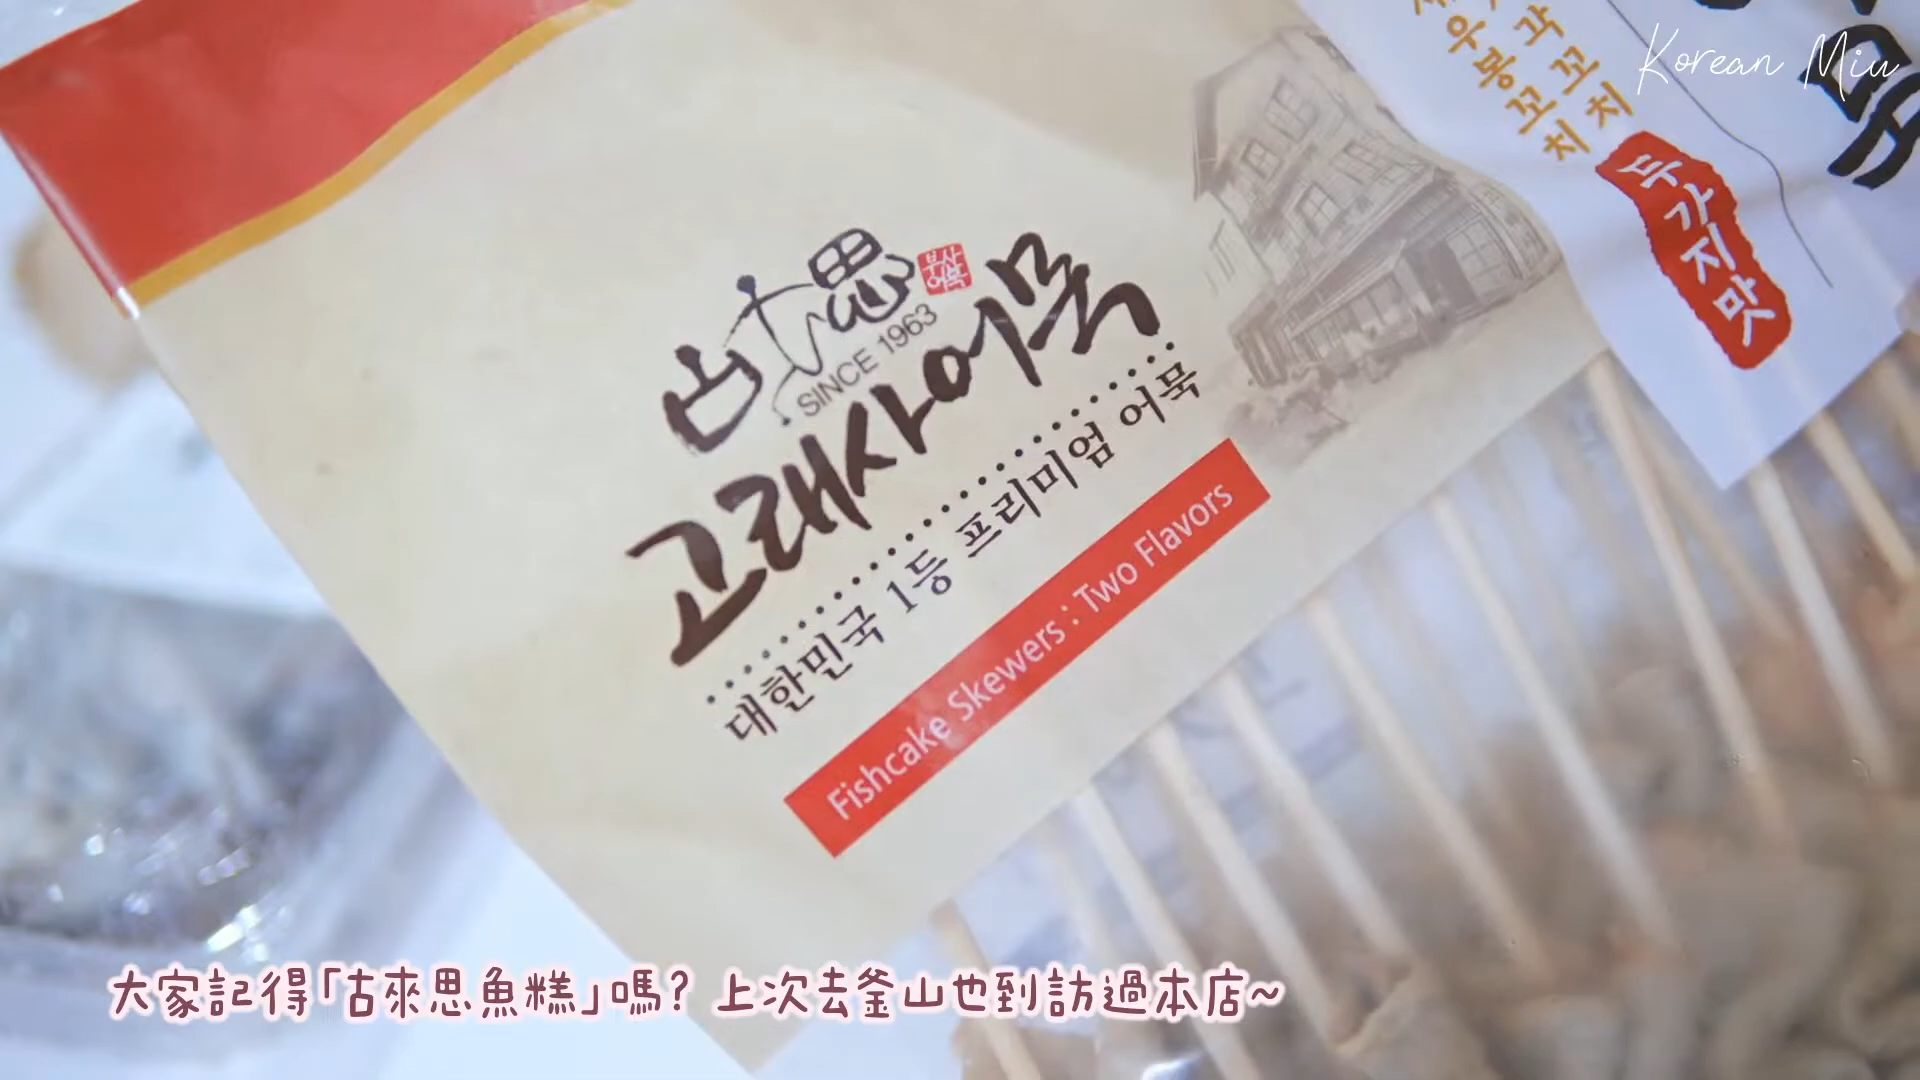 Korean Miu
우봉꼬치
각꼬치
두가지맛
古來思
부산
어묵
SINCE 1963
고래사어묵
대한민국 1등 프리미엄 어묵
Fishcake Skewers : Two Flavors
大家記得「古來思魚糕」嗎? 上次去釜山也到訪過本店~